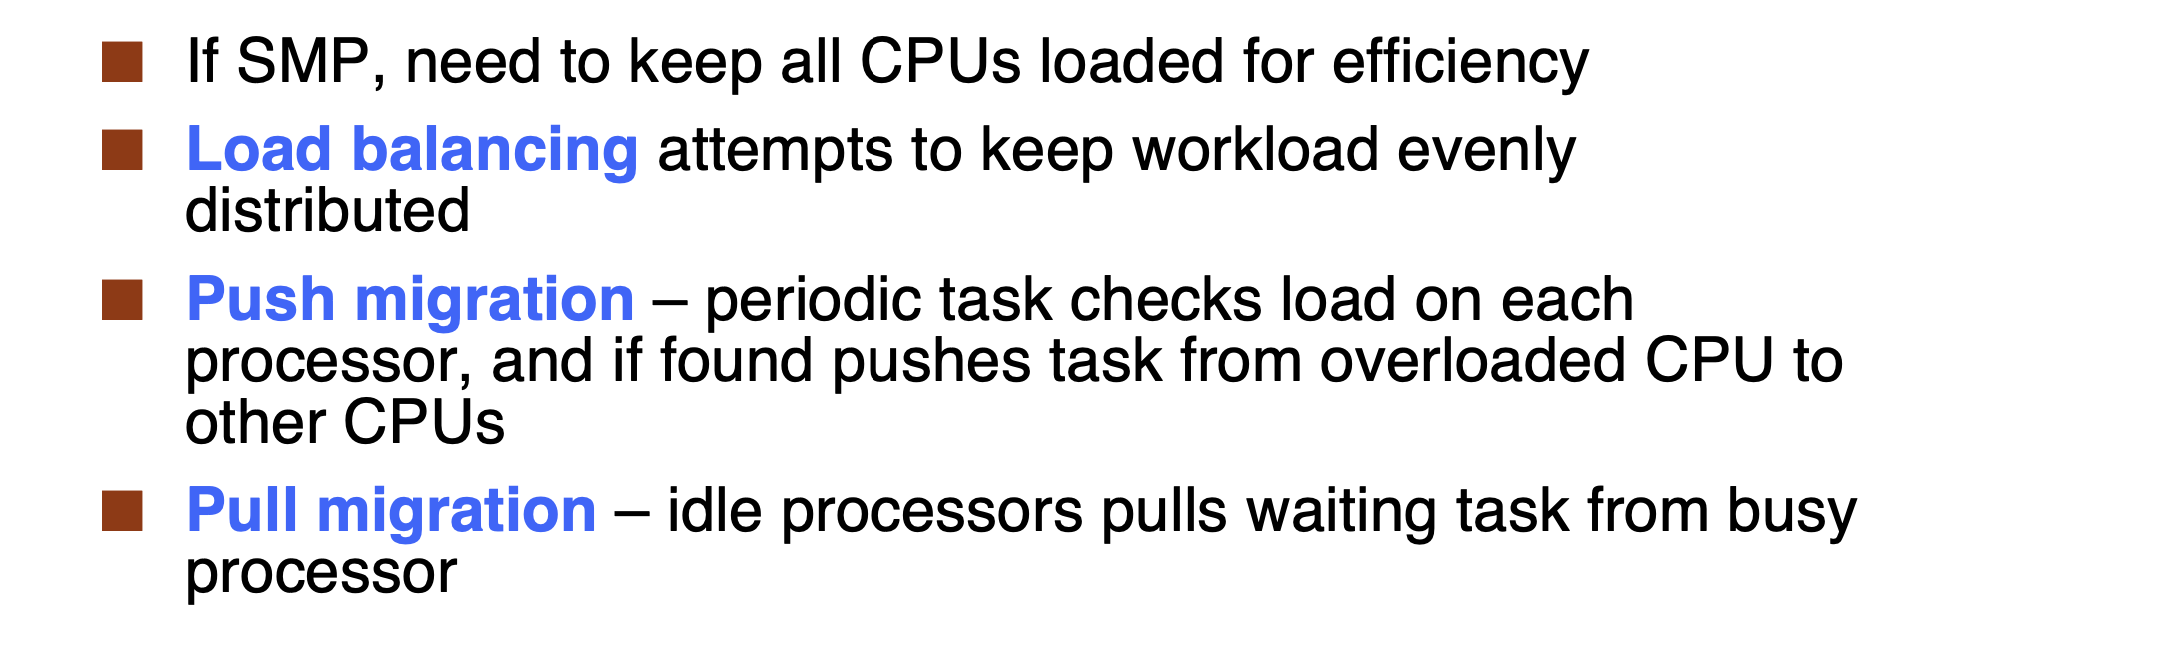 If SMP, need to keep all CPUs loaded for efficiency
Load balancing attempts to keep workload evenly
distributed
Push migration – periodic task checks load on each
processor, and if found pushes task from overloaded CPU to
other CPUs
Pull migration – idle processors pulls waiting task from busy
processor